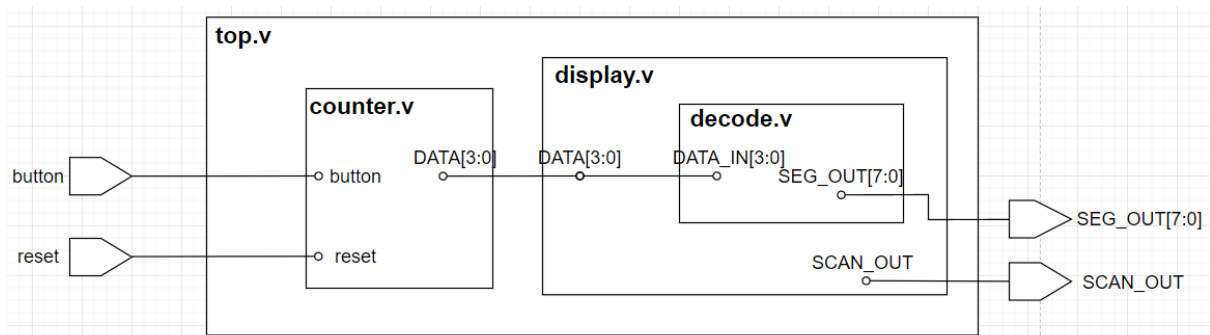 top.v
display.v
counter.v
decode.v
DATA[3:0]
DATA[3:0]
DATA_IN[3:0]
button
button
SEG_OUT[7:0]
SEG_OUT[7:0]
reset
reset
SCAN_OUT
SCAN_OUT